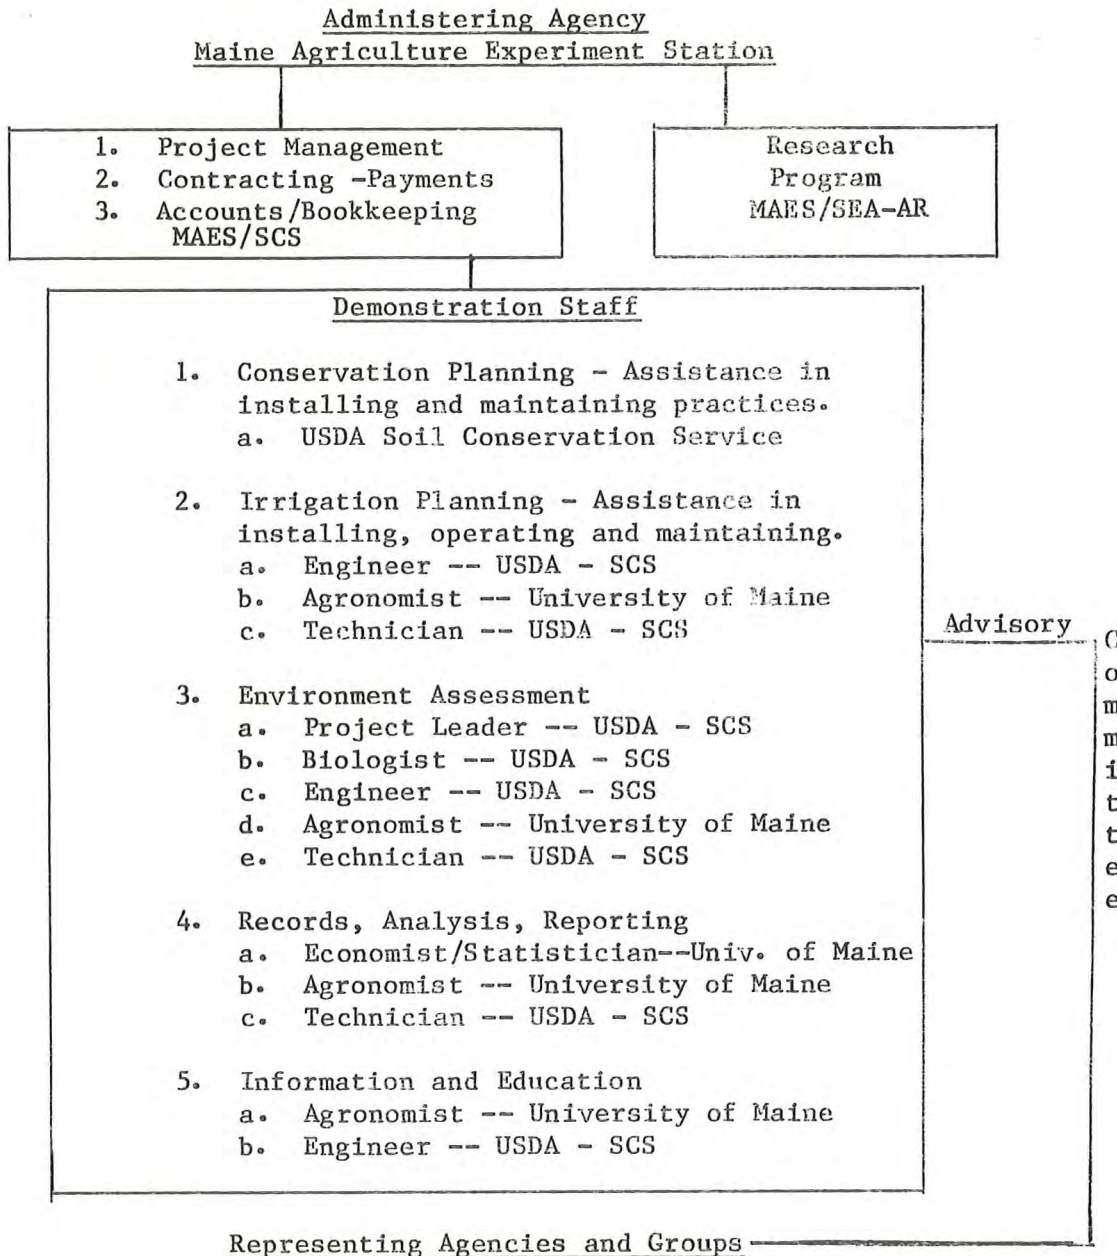 Administering Agency
Maine Agriculture Experiment Station
1. Project Management
2. Contracting -Payments
3. Accounts/Bookkeeping
MAES/SCS
Research
Program
MAES/SEA-AR
Demonstration Staff
1. Conservation Planning - Assistance in
installing and maintaining practices.
a. USDA Soil Conservation Service
2. Irrigation Planning - Assistance in
installing, operating and maintaining.
a. Engineer -- USDA - SCS
b. Agronomist -- University of Maine
c. Technician -- USDA - SCS
3. Environment Assessment
a. Project Leader -- USDA - SCS
b. Biologist -- USDA - SCS
c. Engineer -- USDA - SCS
d. Agronomist -- University of Maine
e. Technician -- USDA - SCS
4. Records, Analysis, Reporting
a. Economist/Statistician--Univ. of Maine
b. Agronomist -- University of Maine
c. Technician -- USDA - SCS
5. Information and Education
a. Agronomist -- University of Maine
b. Engineer -- USDA - SCS
Advisory
C
o
m
m
i
t
t
e
e
Representing Agencies and Groups